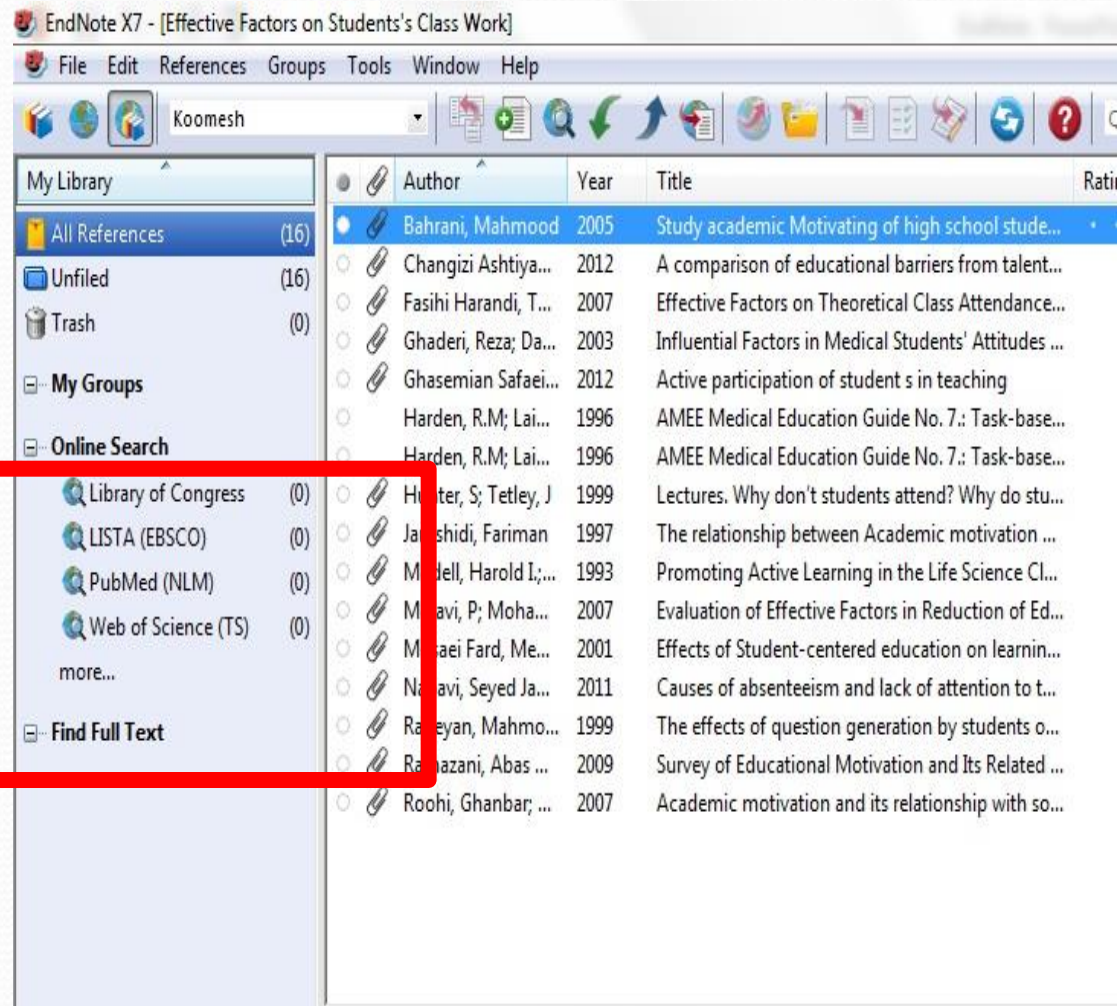 EndNote X7 - [Effective Factors on Students's Class Work]
File Edit References Groups Tools Window Help
Koomesh
My Library
All References (16)
Unfiled (16)
Trash (0)
My Groups
Online Search
Library of Congress (0)
LISTA (EBSCO) (0)
PubMed (NLM) (0)
Web of Science (TS) (0)
more...
Find Full Text
Author Year Title
Bahrani, Mahmood 2005 Study academic Motivating of high school stude...
Changizi Ashtiya... 2012 A comparison of educational barriers from talent...
Fasihi Harandi, T... 2007 Effective Factors on Theoretical Class Attendance...
Ghaderi, Reza; Da... 2003 Influential Factors in Medical Students' Attitudes ...
Ghasemian Safaei... 2012 Active participation of student s in teaching
Harden, R.M; Lai... 1996 AMEE Medical Education Guide No. 7.: Task-base...
Harden, R.M; Lai... 1996 AMEE Medical Education Guide No. 7.: Task-base...
S; Tetley, J 1999 Lectures. Why don't students attend? Why do stu...
Fariman 1997 The relationship between Academic motivation ...
Harold I.;... 1993 Promoting Active Learning in the Life Science Cl...
P; Moha... 2007 Evaluation of Effective Factors in Reduction of Ed...
Fard, Me... 2001 Effects of Student-centered education on learnin...
Seyed Ja... 2011 Causes of absenteeism and lack of attention to t...
Mahmo... 1999 The effects of question generation by students o...
Abas ... 2009 Survey of Educational Motivation and Its Related ...
Roohi, Ghanbar; ... 2007 Academic motivation and its relationship with so...